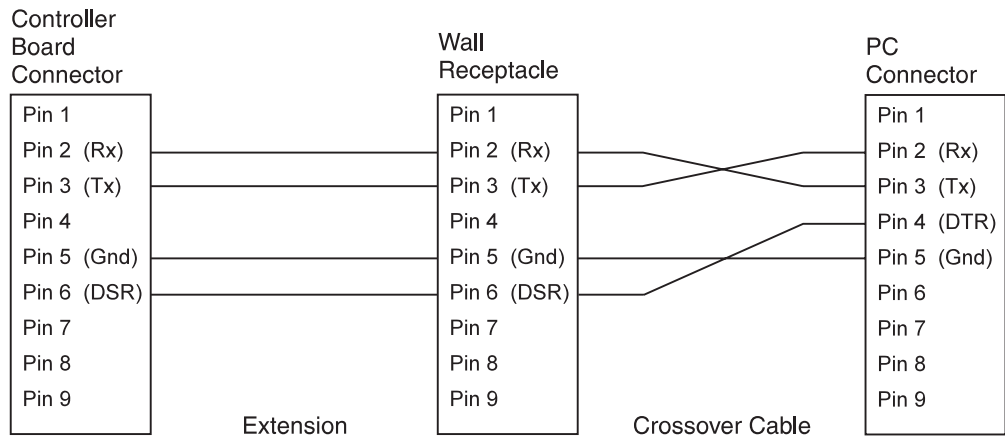 Controller
Board
Connector
Pin 1
Pin 2 (Rx)
Pin 3 (Tx)
Pin 4
Pin 5 (Gnd)
Pin 6 (DSR)
Pin 7
Pin 8
Pin 9
Extension
Wall
Receptacle
Pin 1
Pin 2 (Rx)
Pin 3 (Tx)
Pin 4
Pin 5 (Gnd)
Pin 6 (DSR)
Pin 7
Pin 8
Pin 9
Crossover Cable
PC
Connector
Pin 1
Pin 2 (Rx)
Pin 3 (Tx)
Pin 4 (DTR)
Pin 5 (Gnd)
Pin 6
Pin 7
Pin 8
Pin 9